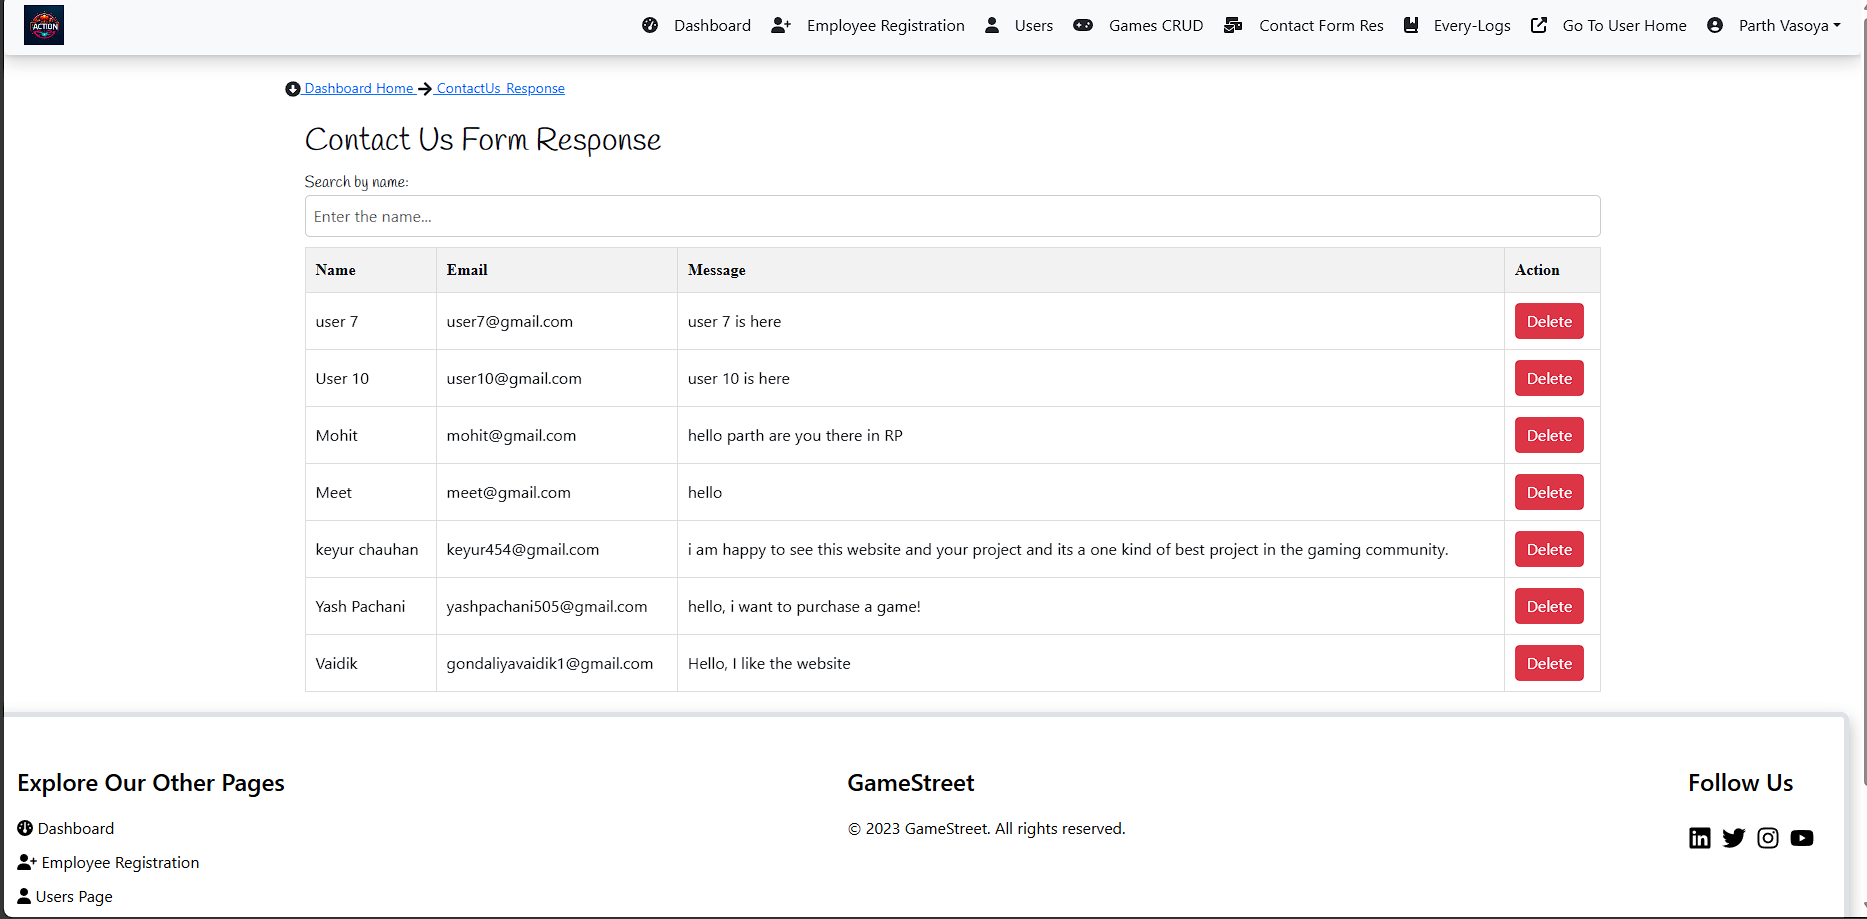 ACTION
Dashboard Employee Registration Users Games CRUD Contact Form Res Every-Logs Go To User Home Parth Vasoya
Dashboard Home ContactUs Response
Contact Us Form Response
Search by name:
Enter the name...
Name Email Message Action
user 7 user7@gmail.com user 7 is here Delete
User 10 user10@gmail.com user 10 is here Delete
Mohit mohit@gmail.com hello parth are you there in RP Delete
Meet meet@gmail.com hello Delete
keyur chauhan keyur454@gmail.com i am happy to see this website and your project and its a one kind of best project in the gaming community. Delete
Yash Pachani yashpachani505@gmail.com hello, i want to purchase a game! Delete
Vaidik gondaliyavaidik1@gmail.com Hello, I like the website Delete
Explore Our Other Pages GameStreet Follow Us
Dashboard © 2023 GameStreet. All rights reserved.
Employee Registration
Users Page